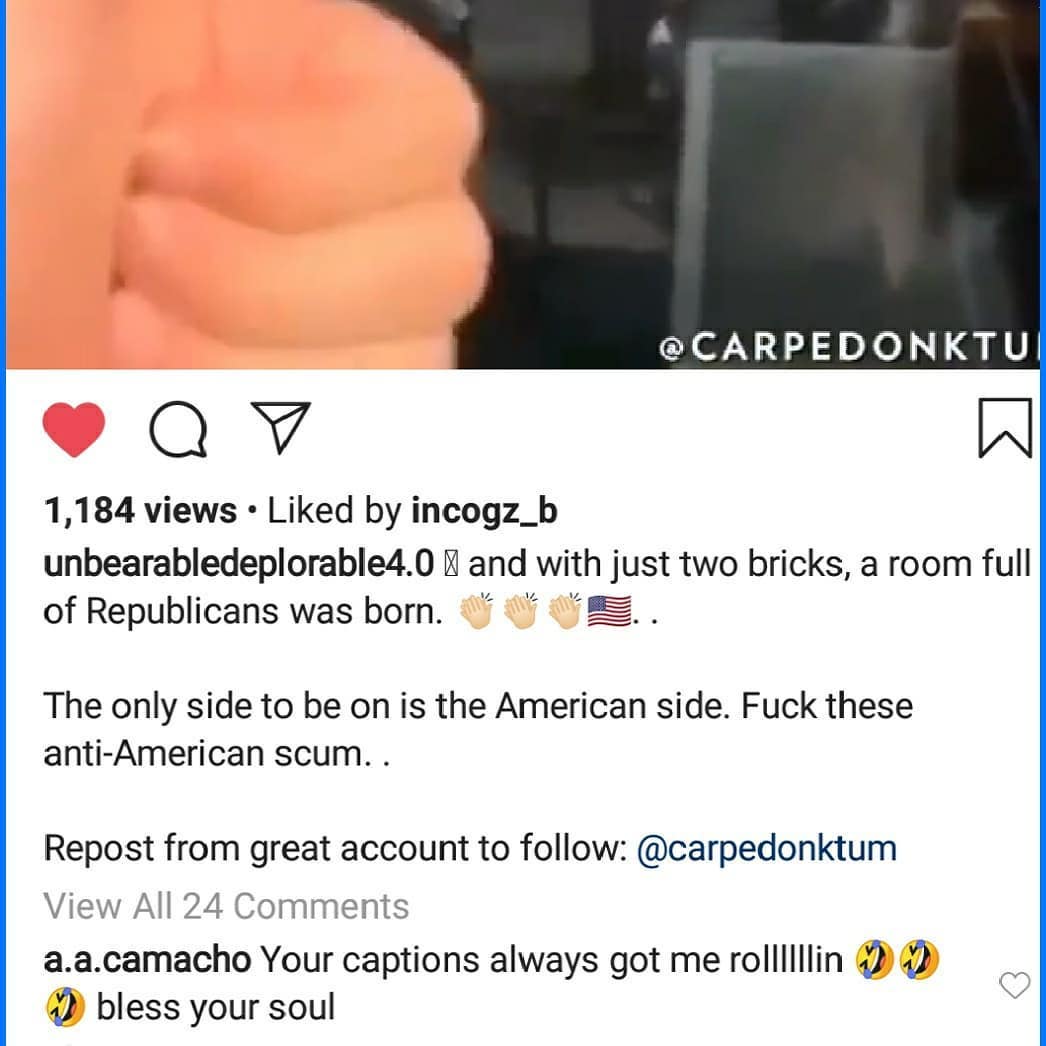 @CARPEDONKTU
1,184 views • Liked by incogz_b
unbearabledeplorable4.0 and with just two bricks, a room full
of Republicans was born. 👏🏻👏🏻👏🏻🇺🇸. .
The only side to be on is the American side. Fuck these
anti-American scum. .
Repost from great account to follow: @carpedonktum
View All 24 Comments
a.a.camacho Your captions always got me rolllllllin 🤣🤣
🤣 bless your soul